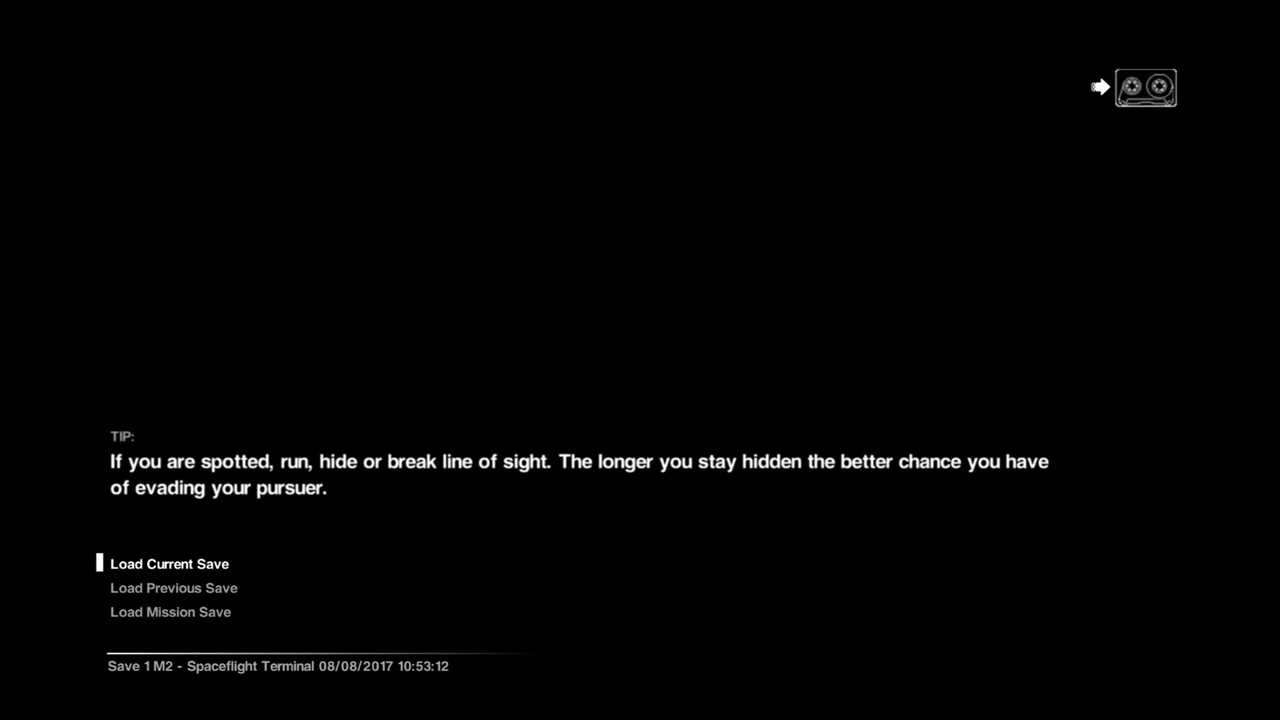 TIP:
If you are spotted, run, hide or break line of sight. The longer you stay hidden the better chance you have
of evading your pursuer.
Load Current Save
Load Previous Save
Load Mission Save
Save 1 M2 - Spaceflight Terminal 08/08/2017 10:53:12